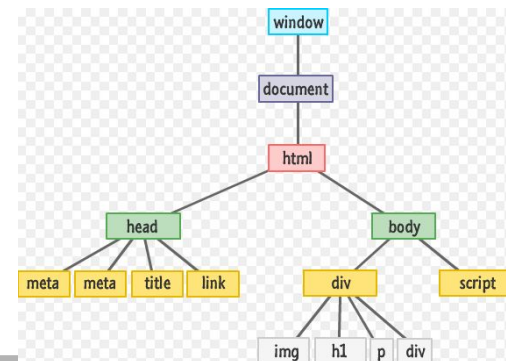 window
document
html
head body
meta meta title link div script
img h1 p div